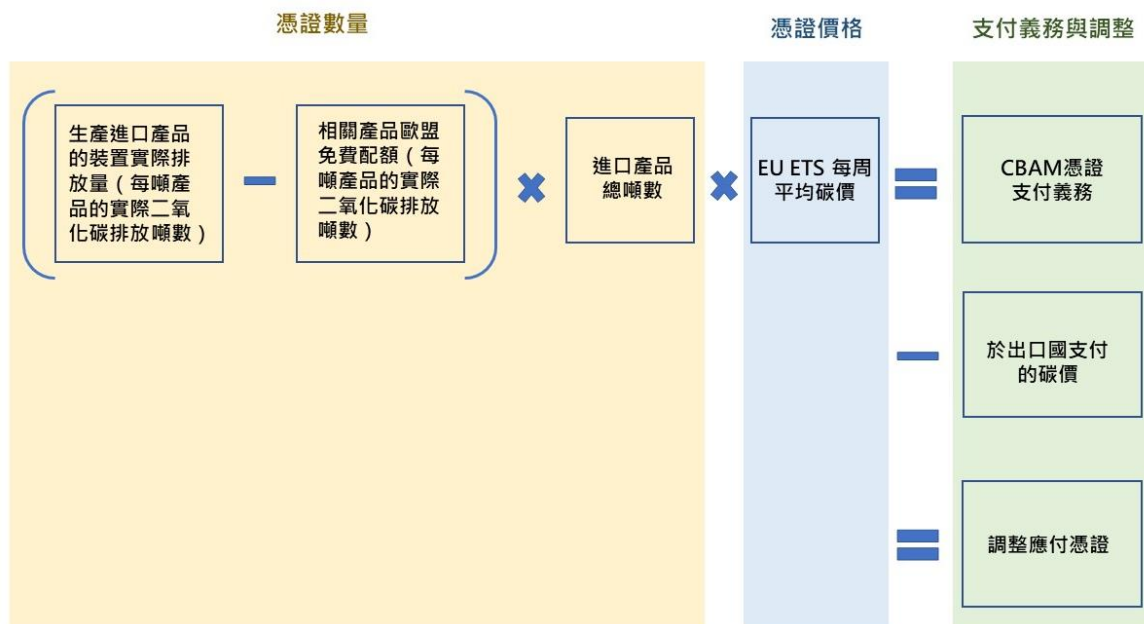 憑證數量
憑證價格
支付義務與調整
生產進口產品
的裝置實際排
放量（每噸產
品的實際二氧
化碳排放噸數）
相關產品歐盟
免費配額（每
噸產品的實際
二氧化碳排放
噸數）
進口產品
總噸數
EU ETS 每周
平均碳價
CBAM憑證
支付義務
於出口國支付
的碳價
調整應付憑證